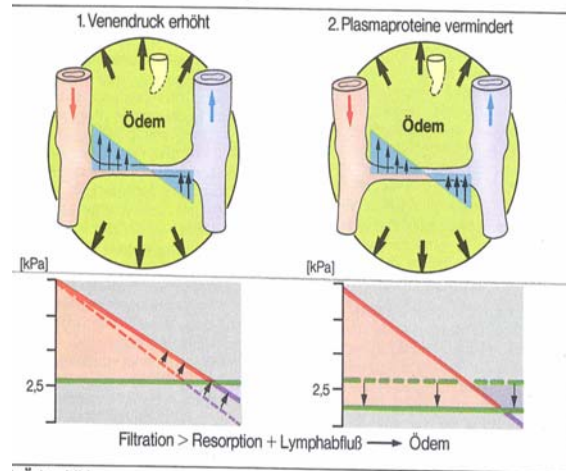 1. Venendruck erhöht
2. Plasmaproteine vermindert
Ödem
Ödem
[kPa]
[kPa]
2,5
2,5
Filtration > Resorption + Lymphabfluß → Ödem